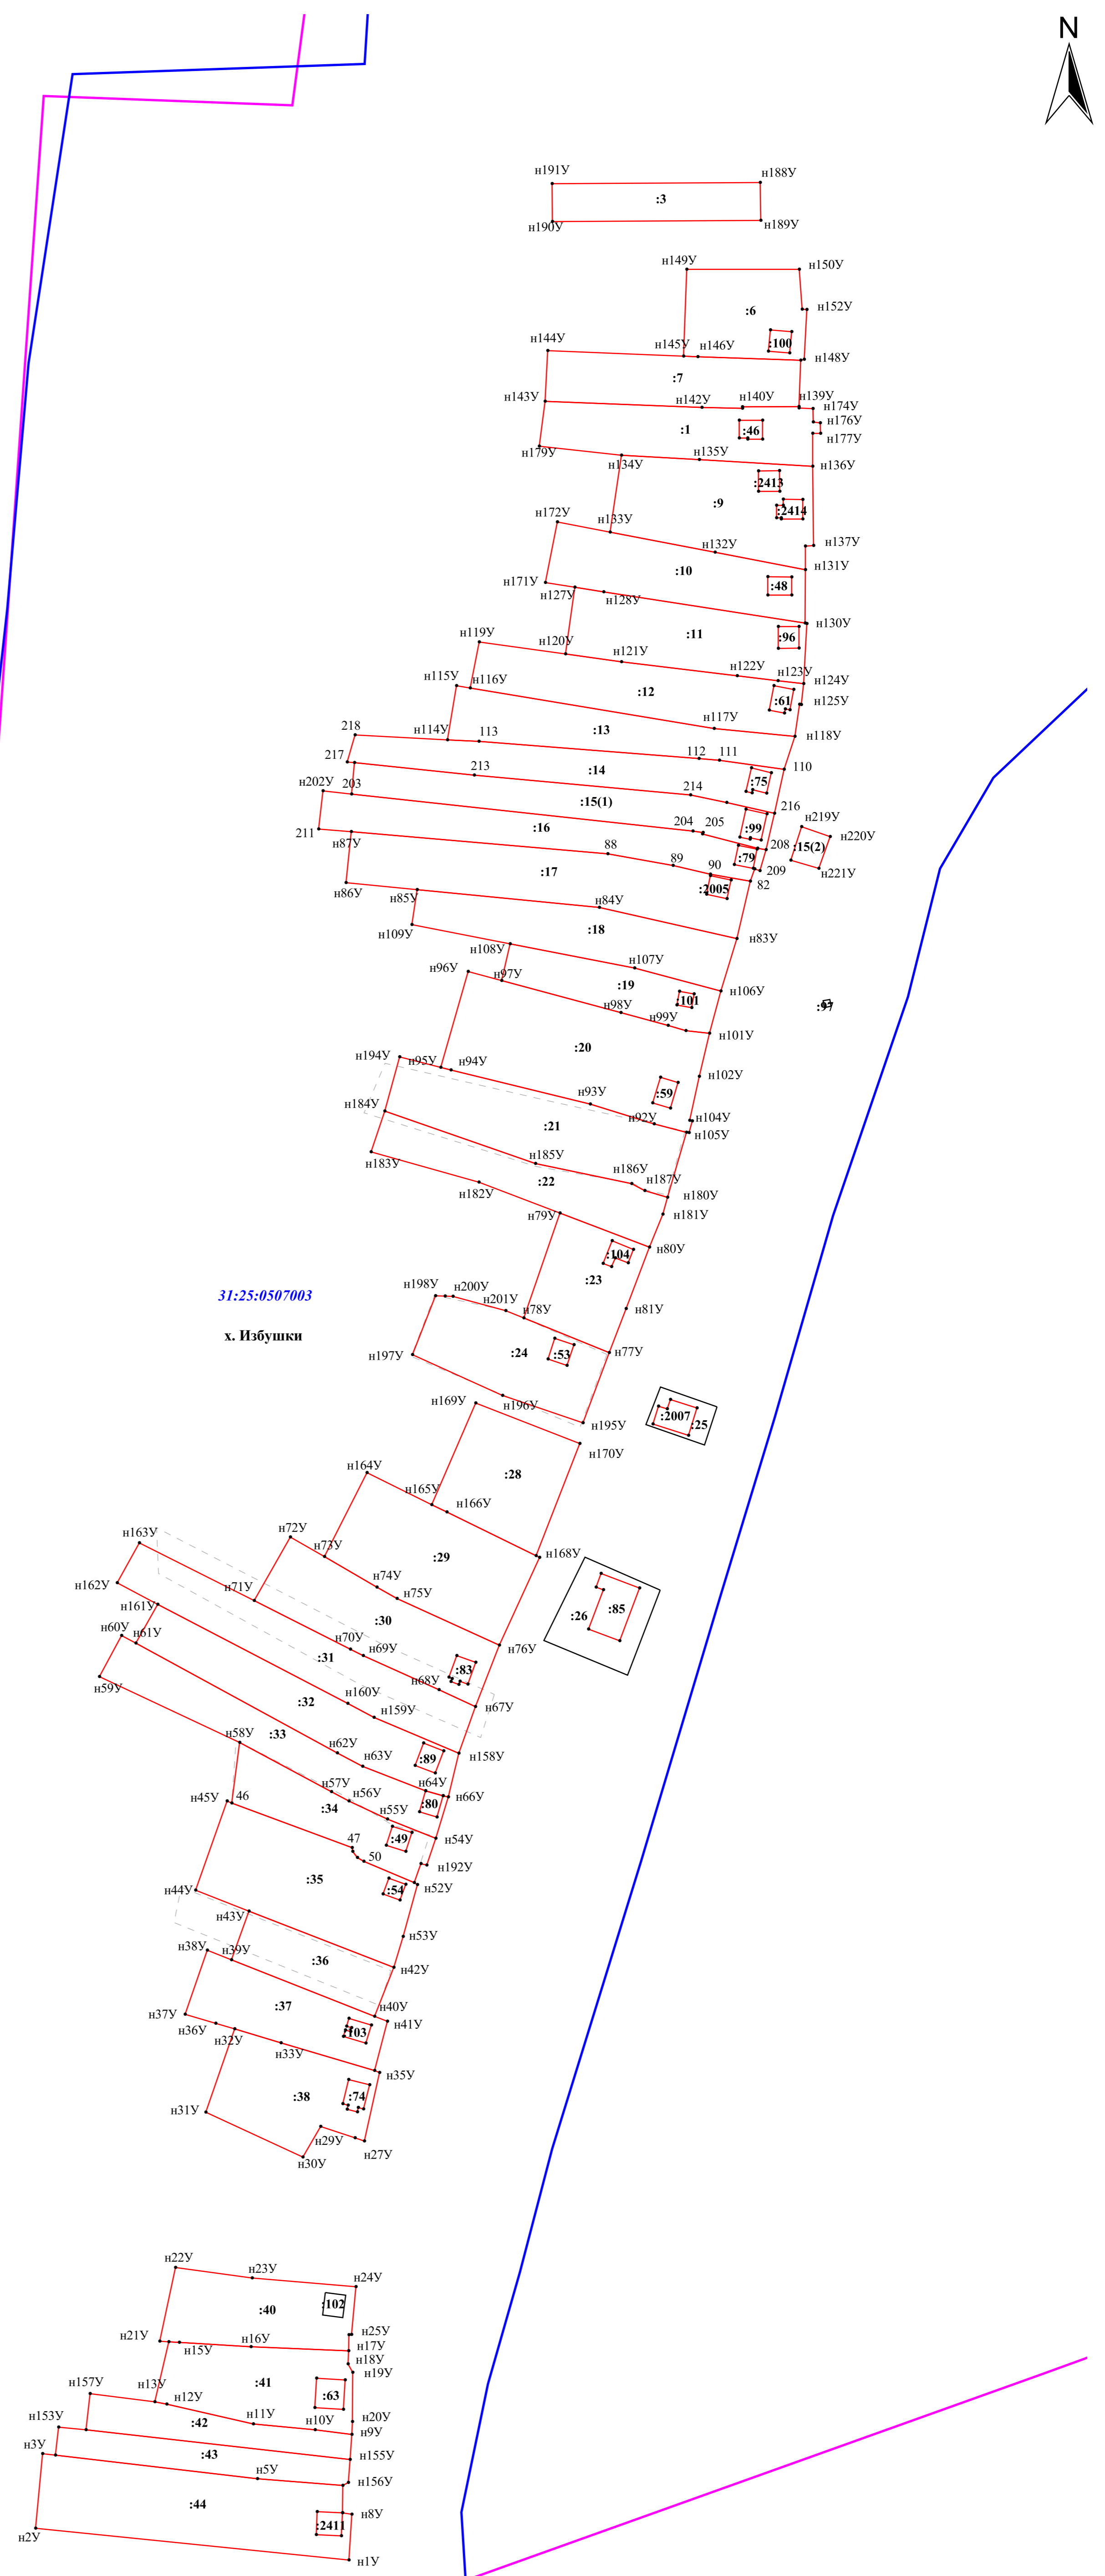 N
н191У
н188У
:3
н190У
н189У
н149У
н150У
:6
н152У
:100
н144У
н145У
н146У
н148У
:7
н143У
н142У
н140У
н139У
н174У
н176У
:1
:46
н177У
н179У
н134У
н135У
н136У
:2413
:9
:2414
н172У
н133У
н132У
н137У
н131У
:10
н171У
н127У
:48
н128У
:11
н130У
:96
н119У
н120У
н121У
н122У
н123У
н124У
н115У
н116У
:12
:61
н125У
н117У
218
н114У
113
:13
н118У
217
112
111
110
213
:14
:75
н202У
203
214
:15(1)
216
204
205
:99
н219У
н220У
211
н87У
:16
208
:15(2)
88
:79
209
н221У
89
90
82
:17
:2005
н86У
н85У
н84У
н109У
:18
н83У
н108У
н107У
н96У
н97У
:19
н106У
:101
:97
н98У
н99У
н101У
:20
н194У
н95У
н94У
н102У
:59
н93У
н184У
н92У
н104У
:21
н105У
н183У
н185У
н186У
:22
н187У
н182У
н180У
н79У
н181У
:104
н80У
:23
31:25:0507003
н198У
н200У
н201У
н78У
н81У
х. Избушки
:24
:53
н77У
н197У
н169У
н196У
н195У
:2007
:25
н170У
н164У
:28
н165У
н166У
н72У
н163У
н73У
:29
н168У
н162У
н71У
н74У
н75У
:26
:85
н161У
:30
н60У
н61У
н70У
н69У
н76У
:31
:83
н59У
н68У
:32
н160У
н67У
н159У
н58У
:33
н62У
н63У
:89
н158У
н57У
н64У
н45У
46
н56У
:80
н66У
:34
н55У
47
:49
н54У
50
н192У
:35
:54
н52У
н44У
н43У
н53У
н38У
н39У
:36
н42У
н37У
:37
н40У
н36У
:103
н41У
н32У
н33У
н35У
:38
:74
н31У
н29У
н27У
н30У
н22У
н23У
н24У
:40
:102
н21У
н15У
н16У
н25У
н17У
н18У
н19У
н157У
н13У
:41
:63
н12У
н153У
:42
н11У
н10У
н20У
н9У
н3У
:43
н155У
н5У
н156У
:44
н8У
:2411
н2У
н1У